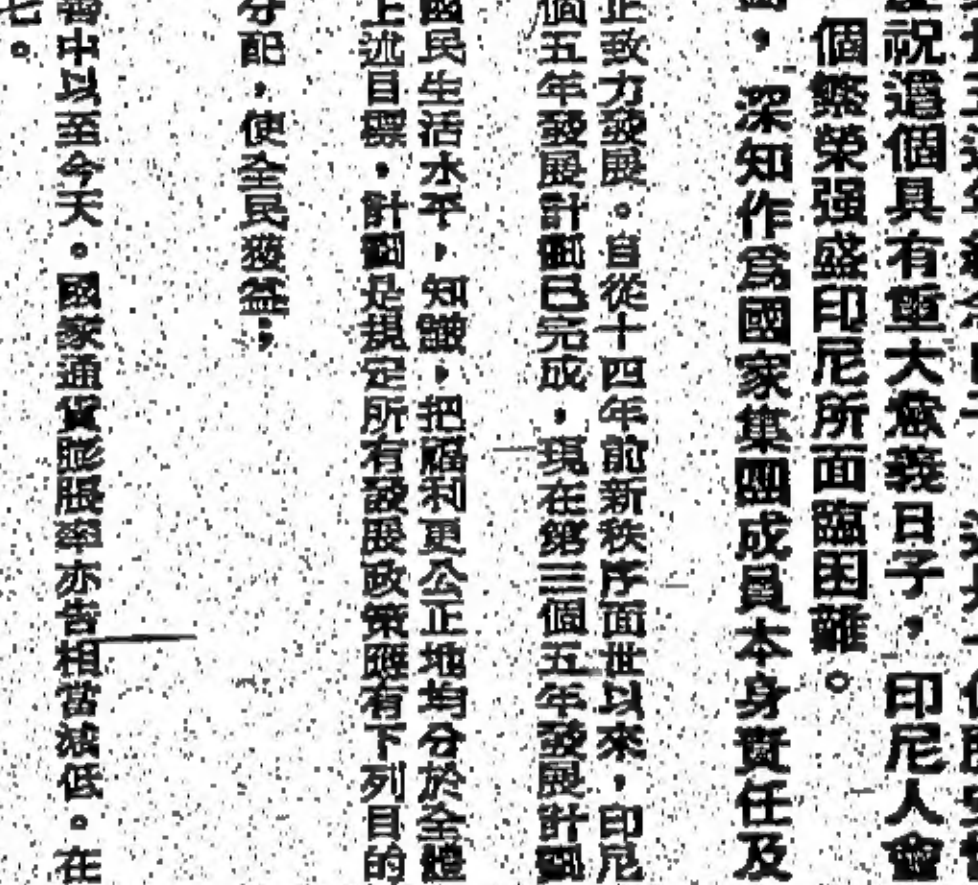 祝這個具有重大意義日子，印尼人會
個繁榮强盛印尼所面臨困難。
，深知作爲國家集團成員本身責任及
正致力發展。自從十四年前新秩序面世以來，印尼
個五年發展計劃已完成，現在第三個五年發展計劃
國民生活水平，知識，把福利更公正地均分於全體
上述目標，計劃是規定所有發展政策既有下列目的
分配，使全民獲益；
中以至今天。國家通貨膨脹率亦告相當減低。在
七。